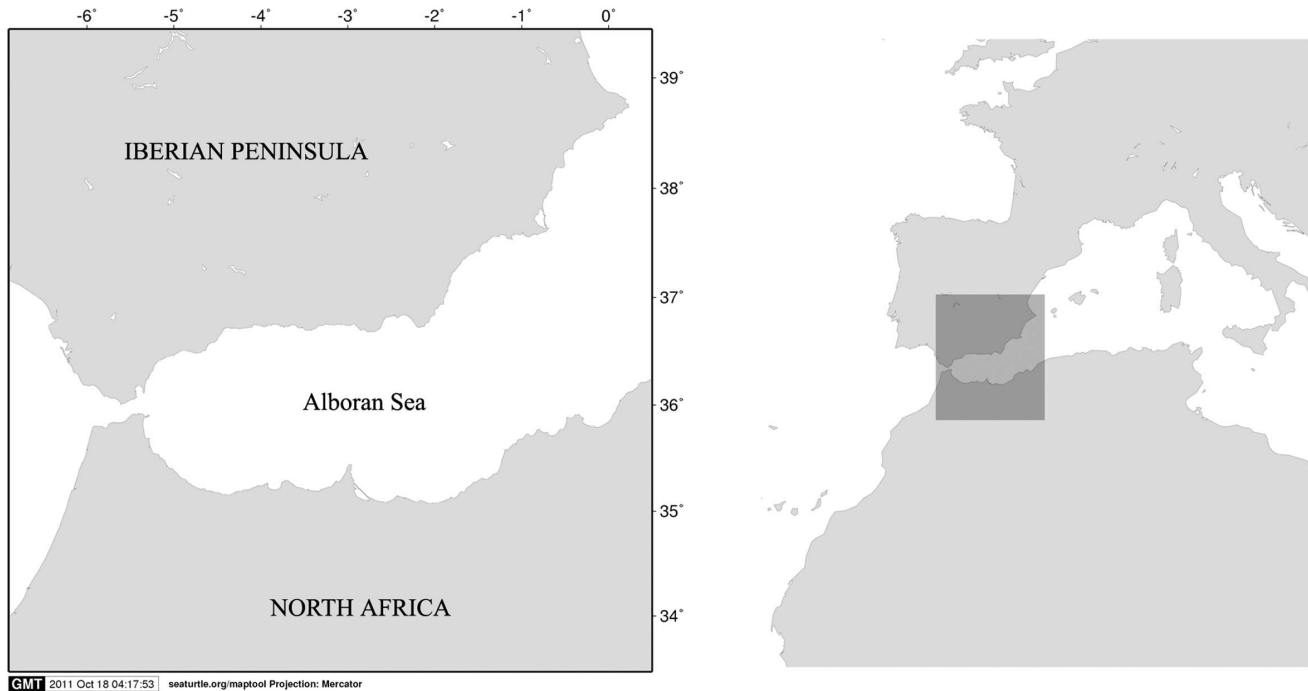 -6° -5° -4° -3° -2° -1° 0°
39°
IBERIAN PENINSULA
38°
37°
Alboran Sea
36°
35°
NORTH AFRICA
34°
GMT 2011 Oct 18 04:17:53 seaturtle.org/maptool Projection: Mercator